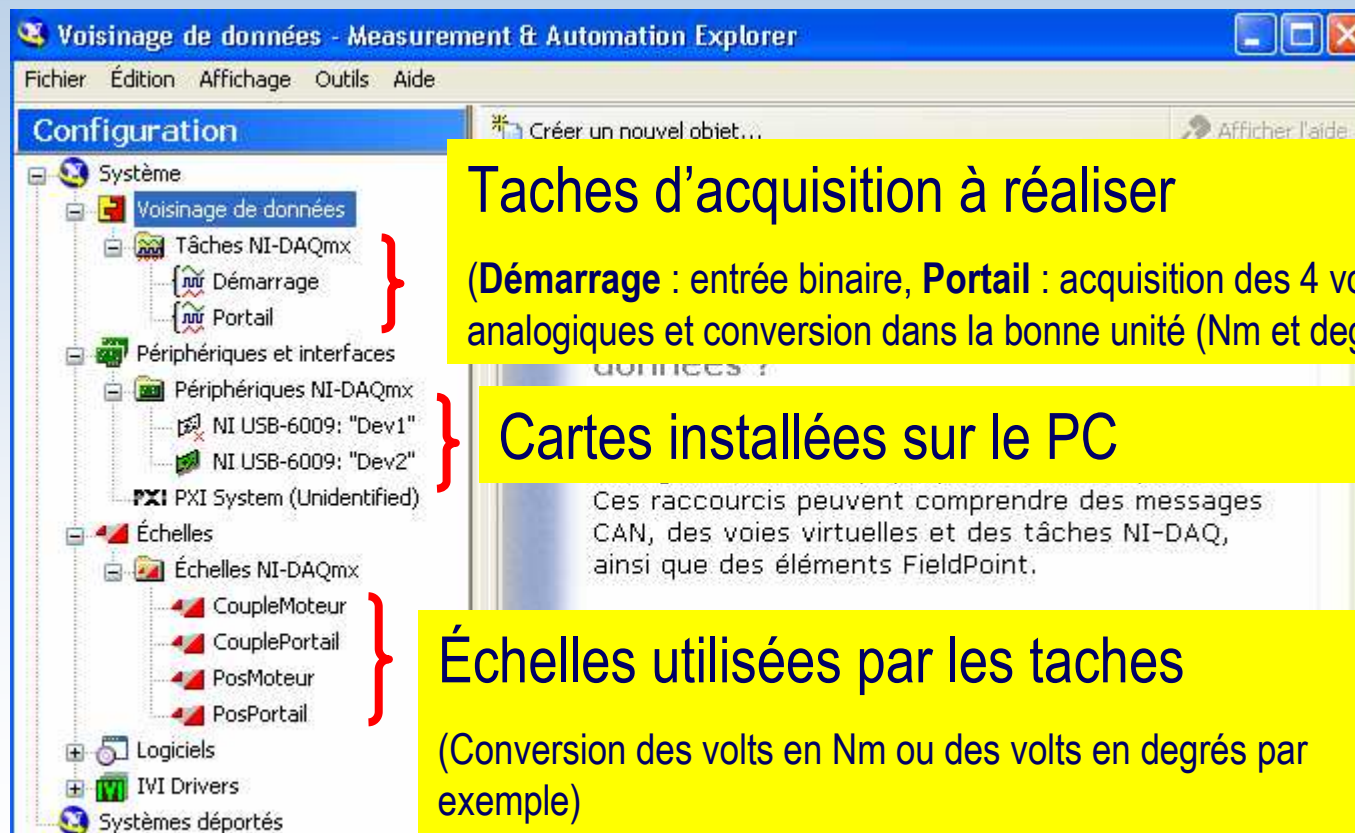 Voisinage de données - Measurement & Automation Explorer
Fichier Édition Affichage Outils Aide
Configuration
Créer un nouvel objet...
Afficher l'aide
Système
Voisinage de données
Tâches NI-DAQmx
Démarrage
Portail
Périphériques et interfaces
Périphériques NI-DAQmx
NI USB-6009: "Dev1"
NI USB-6009: "Dev2"
PXI PXI System (Unidentified)
Échelles
Échelles NI-DAQmx
CoupleMoteur
CouplePortail
PosMoteur
PosPortail
Logiciels
IVI Drivers
Systèmes déportés
Taches d’acquisition à réaliser
(Démarrage : entrée binaire, Portail : acquisition des 4 vo
analogiques et conversion dans la bonne unité (Nm et deg
données ?
Cartes installées sur le PC
Ces raccourcis peuvent comprendre des messages
CAN, des voies virtuelles et des tâches NI-DAQ,
ainsi que des éléments FieldPoint.
Échelles utilisées par les taches
(Conversion des volts en Nm ou des volts en degrés par
exemple)